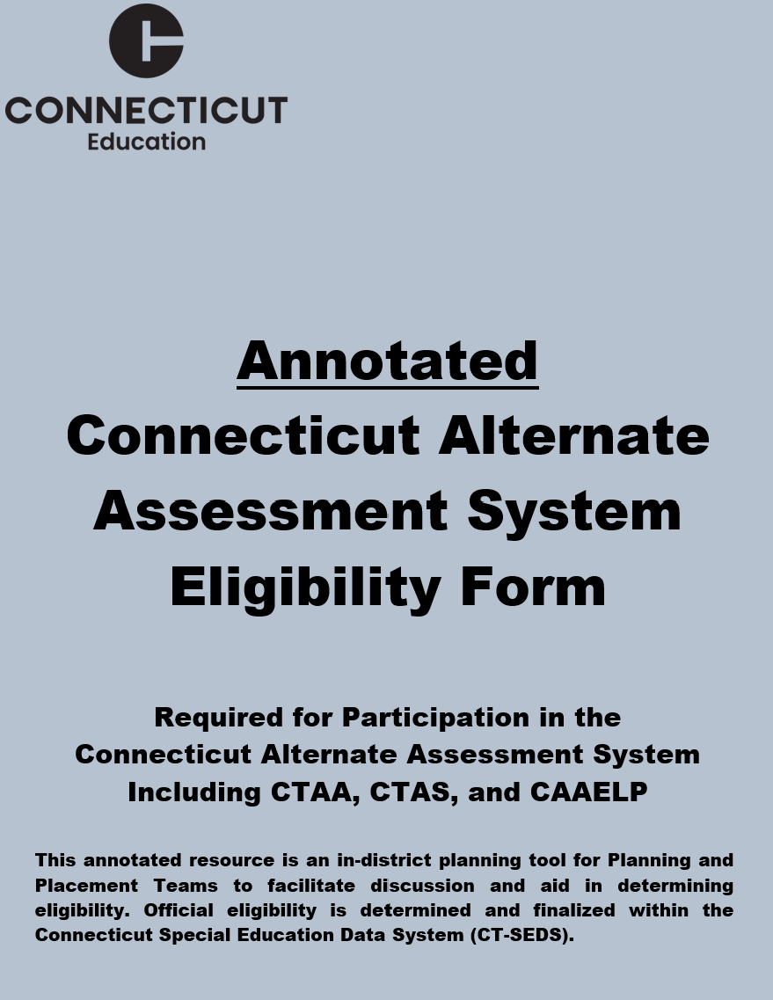 CONNECTICUT
Education
Annotated
Connecticut Alternate
Assessment System
Eligibility Form
Required for Participation in the
Connecticut Alternate Assessment System
Including CTAA, CTAS, and CAAELP
This annotated resource is an in-district planning tool for Planning and
Placement Teams to facilitate discussion and aid in determining
eligibility. Official eligibility is determined and finalized within the
Connecticut Special Education Data System (CT-SEDS).